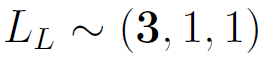 L_L ∼ (3, 1, 1)